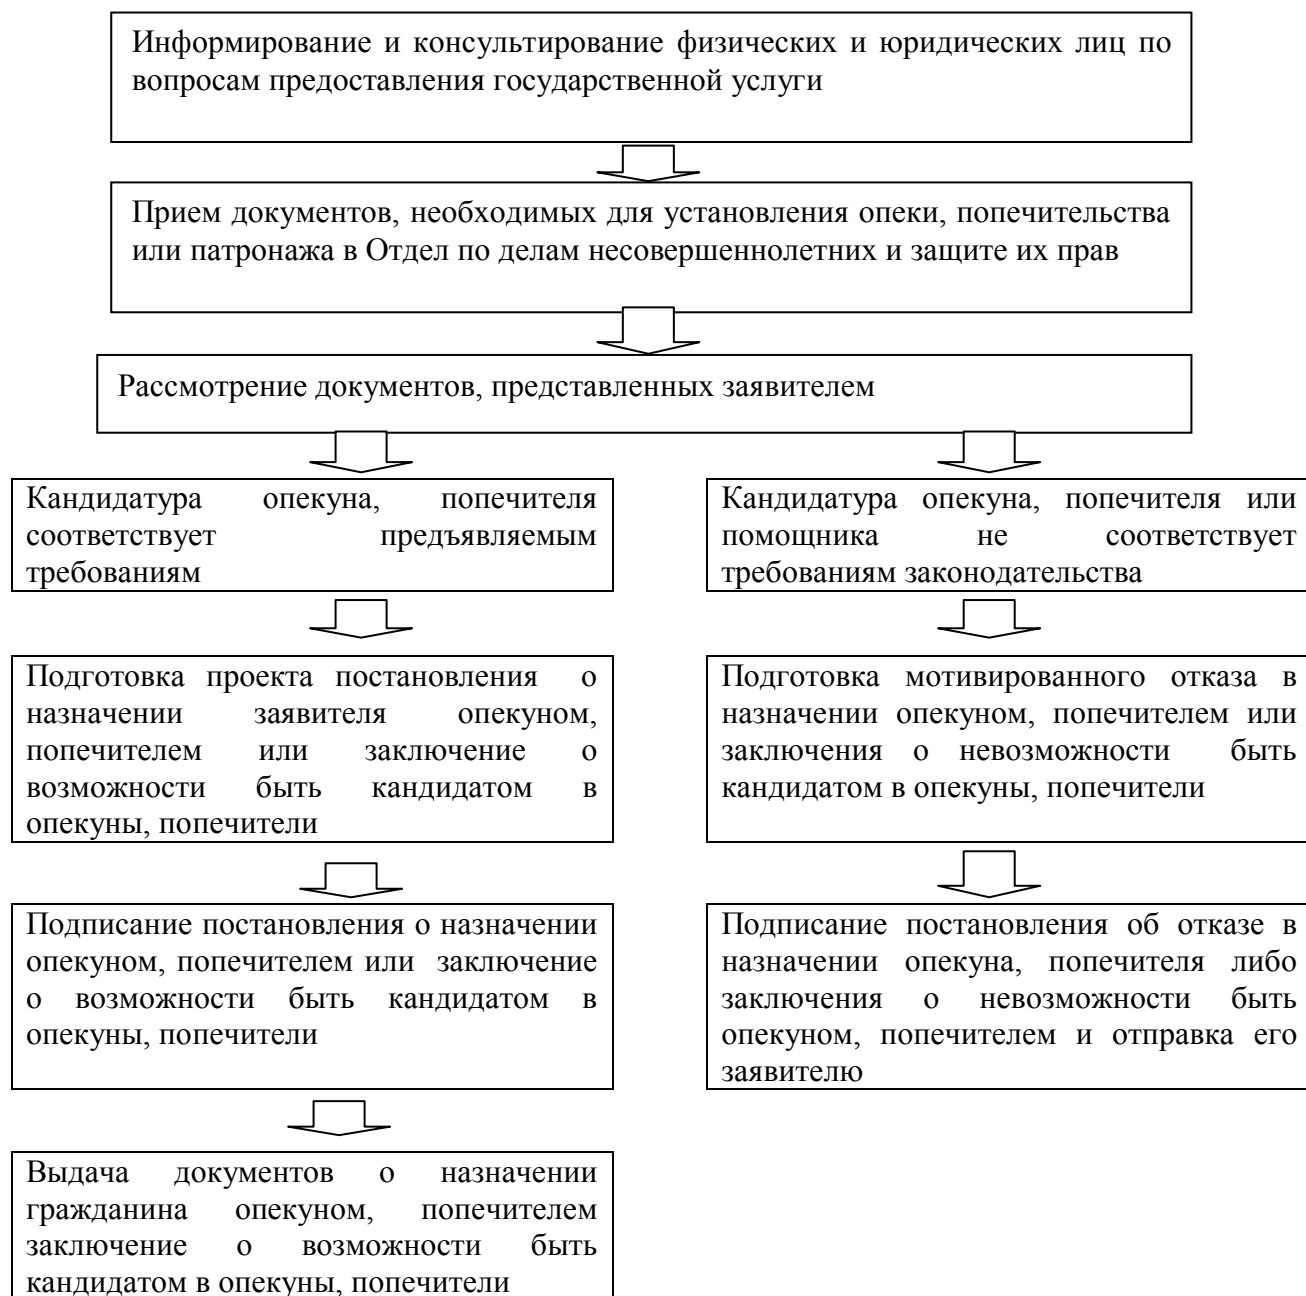 Информирование и консультирование физических и юридических лиц по
вопросам предоставления государственной услуги
Прием документов, необходимых для установления опеки, попечительства
или патронажа в Отдел по делам несовершеннолетних и защите их прав
Рассмотрение документов, представленных заявителем
Кандидатура опекуна, попечителя
соответствует предъявляемым
требованиям
Кандидатура опекуна, попечителя или
помощника не соответствует
требованиям законодательства
Подготовка проекта постановления о
назначении заявителя опекуном,
попечителем или заключение о
возможности быть кандидатом в
опекуны, попечители
Подготовка мотивированного отказа в
назначении опекуном, попечителем или
заключения о невозможности быть
кандидатом в опекуны, попечители
Подписание постановления о назначении
опекуном, попечителем или заключение
о возможности быть кандидатом в
опекуны, попечители
Подписание постановления об отказе в
назначении опекуна, попечителя либо
заключения о невозможности быть
опекуном, попечителем и отправка его
заявителю
Выдача документов о назначении
гражданина опекуном, попечителем
заключение о возможности быть
кандидатом в опекуны, попечители